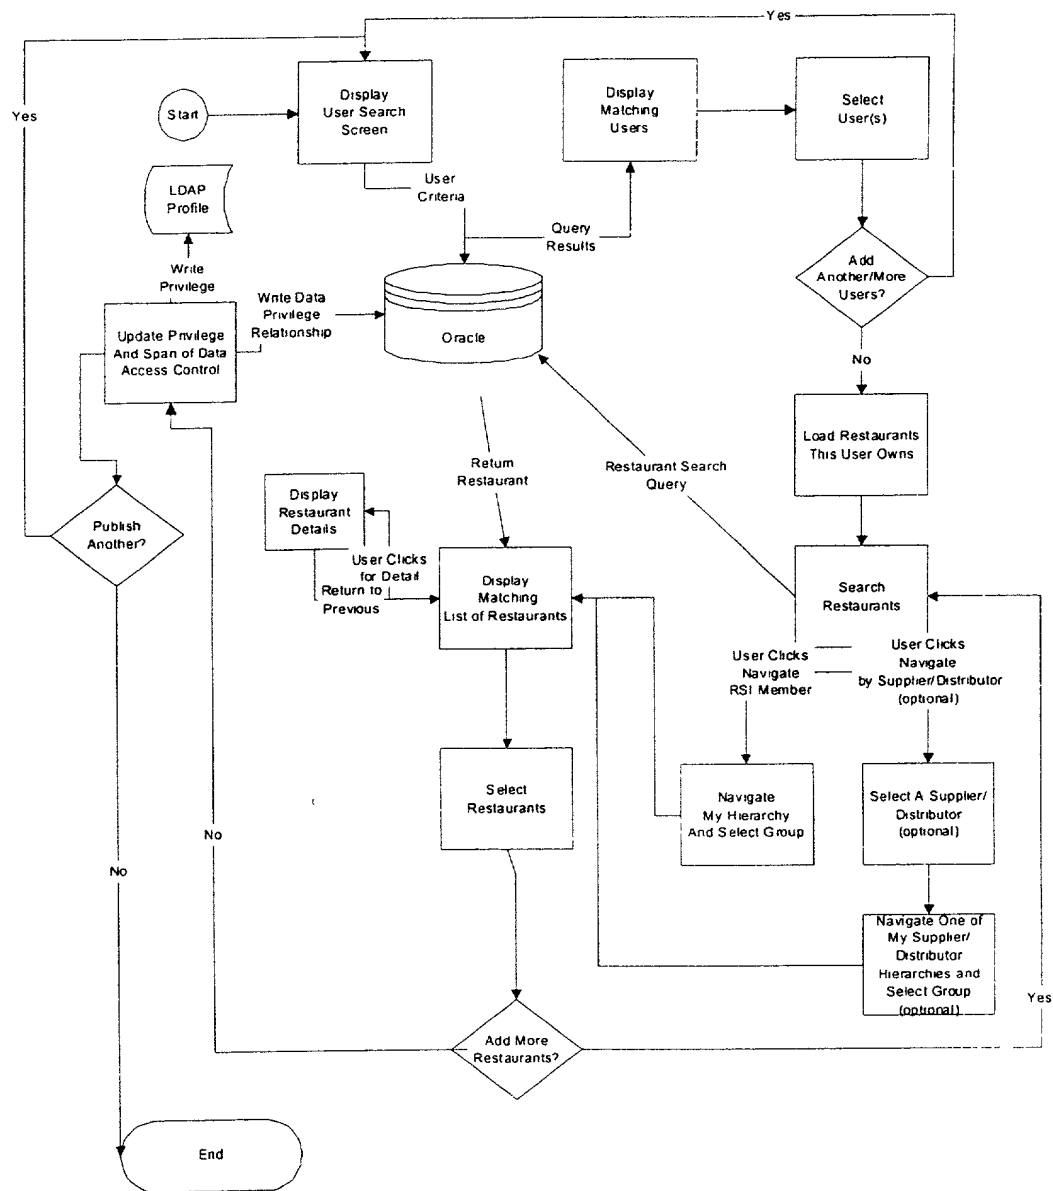 Yes
Yes
Start
Display
User Search
Screen
Display
Matching
Users
Select
User(s)
LDAP
Profile
User
Criteria
Query
Results
Add
Another/More
Users?
Write
Privilege
Write Data
Privilege
Relationship
Update Privilege
And Span of Data
Access Control
Oracle
No
Load Restaurants
This User Owns
Return
Restaurant
Restaurant Search
Query
Display
Restaurant
Details
Publish
Another?
User Clicks
for Detail
Return to
Previous
Display
Matching
List of Restaurants
Search
Restaurants
User Clicks
Navigate
RSI Member
User Clicks
Navigate
by Supplier/Distributor
(optional)
Select
Restaurants
Navigate
My Hierarchy
And Select Group
Select A Supplier/
Distributor
(optional)
No
No
Navigate One of
My Supplier/
Distributor
Hierarchies and
Select Group
(optional)
Yes
Add More
Restaurants?
End